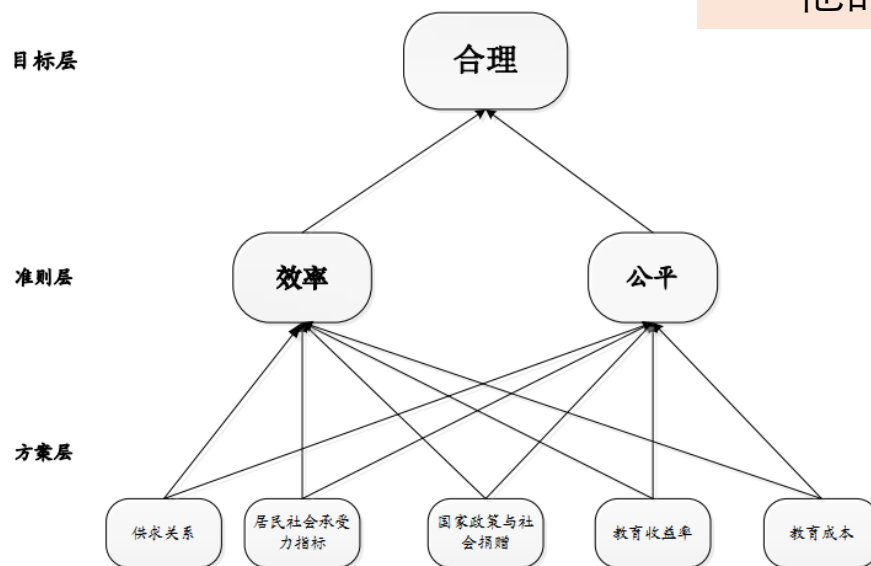 目标层
合理
准则层
效率
公平
方案层
供求关系
居民社会承受
力指标
国家政策与社
会捐赠
教育收益率
教育成本